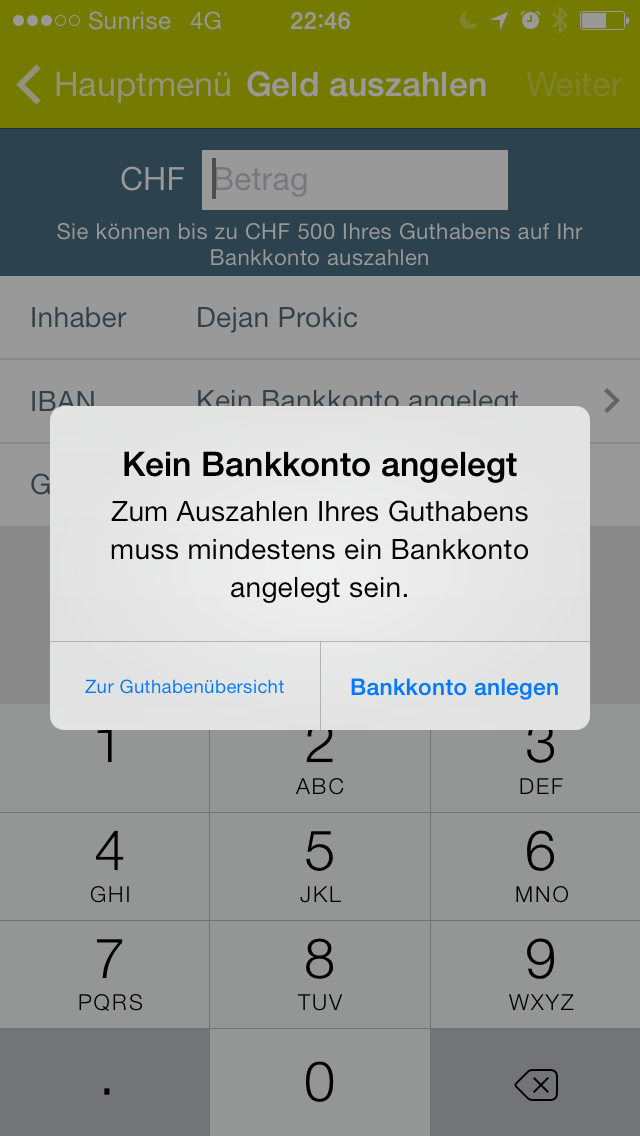 Sunrise 4G 22:46
Hauptmenü Geld auszahlen Weiter
CHF Betrag
Sie können bis zu CHF 500 Ihres Guthabens auf Ihr
Bankkonto auszahlen
Inhaber Dejan Prokic
IBAN Kein Bankkonto angelegt
G
Kein Bankkonto angelegt
Zum Auszahlen Ihres Guthabens
muss mindestens ein Bankkonto
angelegt sein.
Zur Guthabenübersicht Bankkonto anlegen
1 2 3
ABC DEF
4 5 6
GHI JKL MNO
7 8 9
PQRS TUV WXYZ
. 0